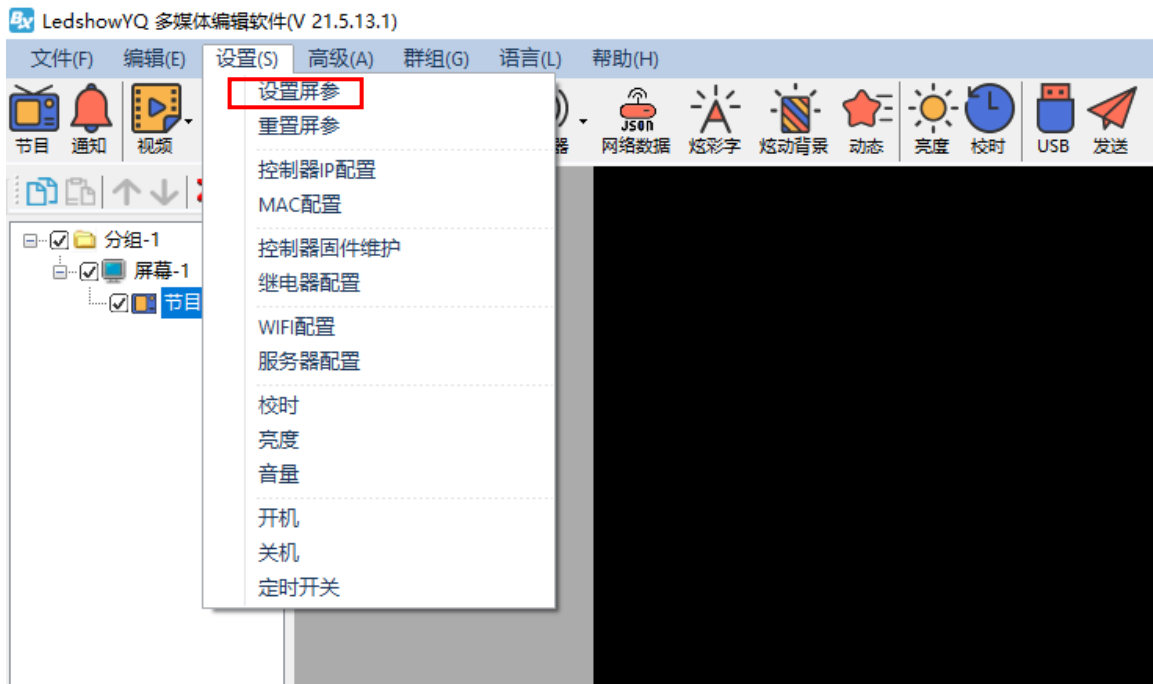 LedshowYQ 多媒体编辑软件(V 21.5.13.1)
文件(F) 编辑(E) 设置(S) 高级(A) 群组(G) 语言(L) 帮助(H)
设置屏参
重置屏参
控制器IP配置
MAC配置
控制器固件维护
继电器配置
WIFI配置
服务器配置
校时
亮度
音量
开机
关机
定时开关
节目 通知 视频 器 网络数据 炫彩字 炫动背景 动态 亮度 校时 USB 发送
JSON
分组-1
屏幕-1
节目